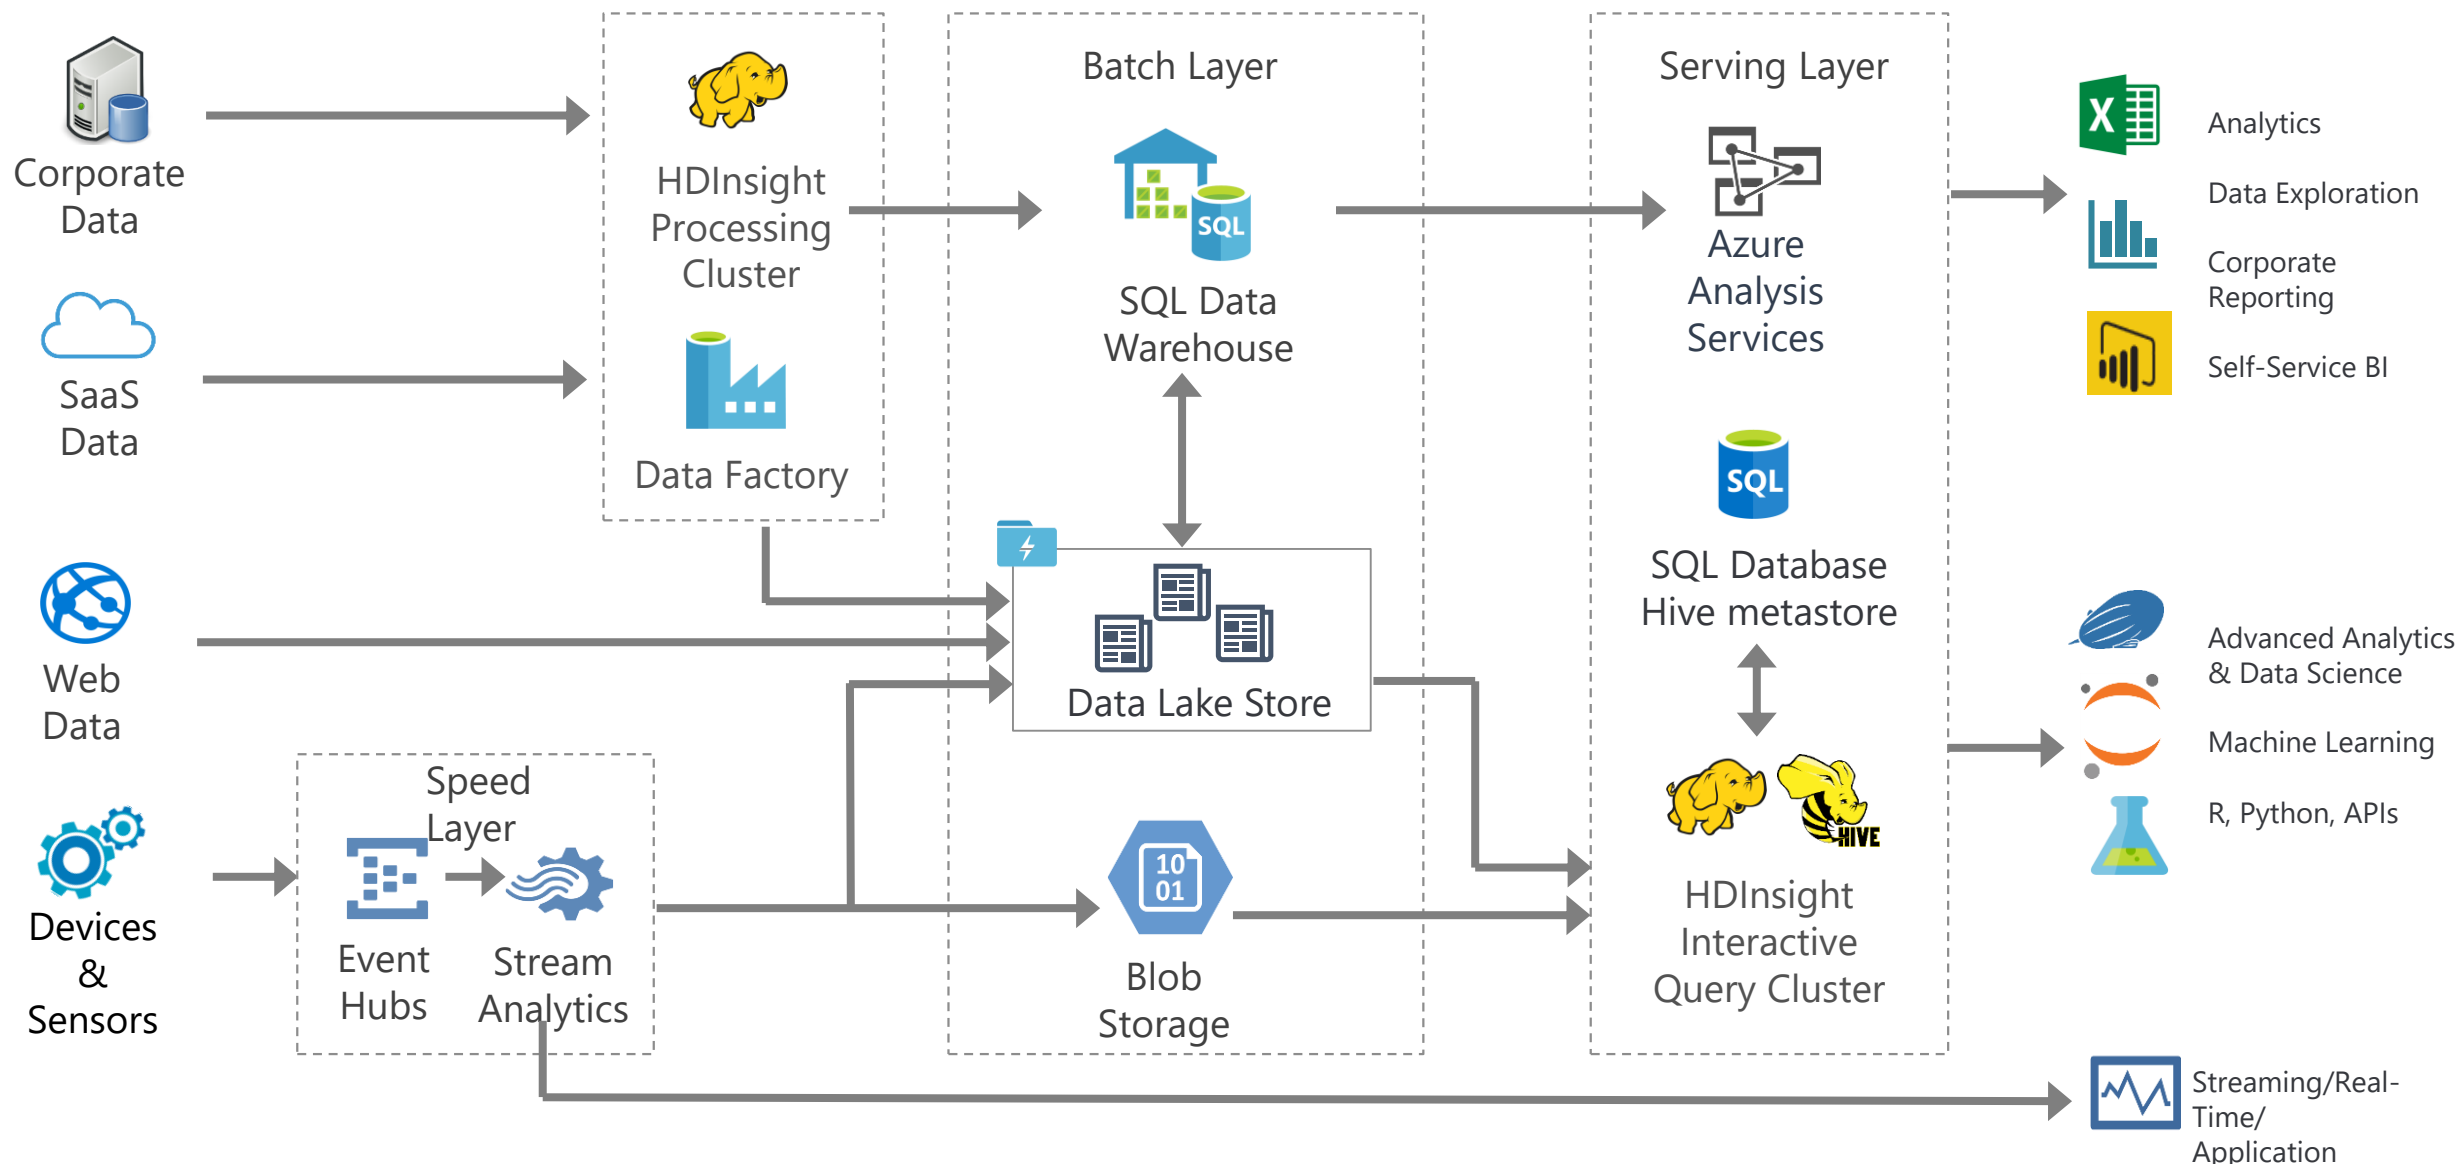 Corporate
Data
SaaS
Data
Web
Data
Devices
&
Sensors
HDInsight
Processing
Cluster
Data Factory
Speed
Layer
Event
Hubs
Stream
Analytics
Batch Layer
SQL
SQL Data
Warehouse
Data Lake Store
10
01
Blob
Storage
Serving Layer
Azure
Analysis
Services
SQL
SQL Database
Hive metastore
HIVE
HDInsight
Interactive
Query Cluster
X
Analytics
Data Exploration
Corporate
Reporting
Self-Service BI
Advanced Analytics
& Data Science
Machine Learning
R, Python, APIs
Streaming/Real-
Time/
Application